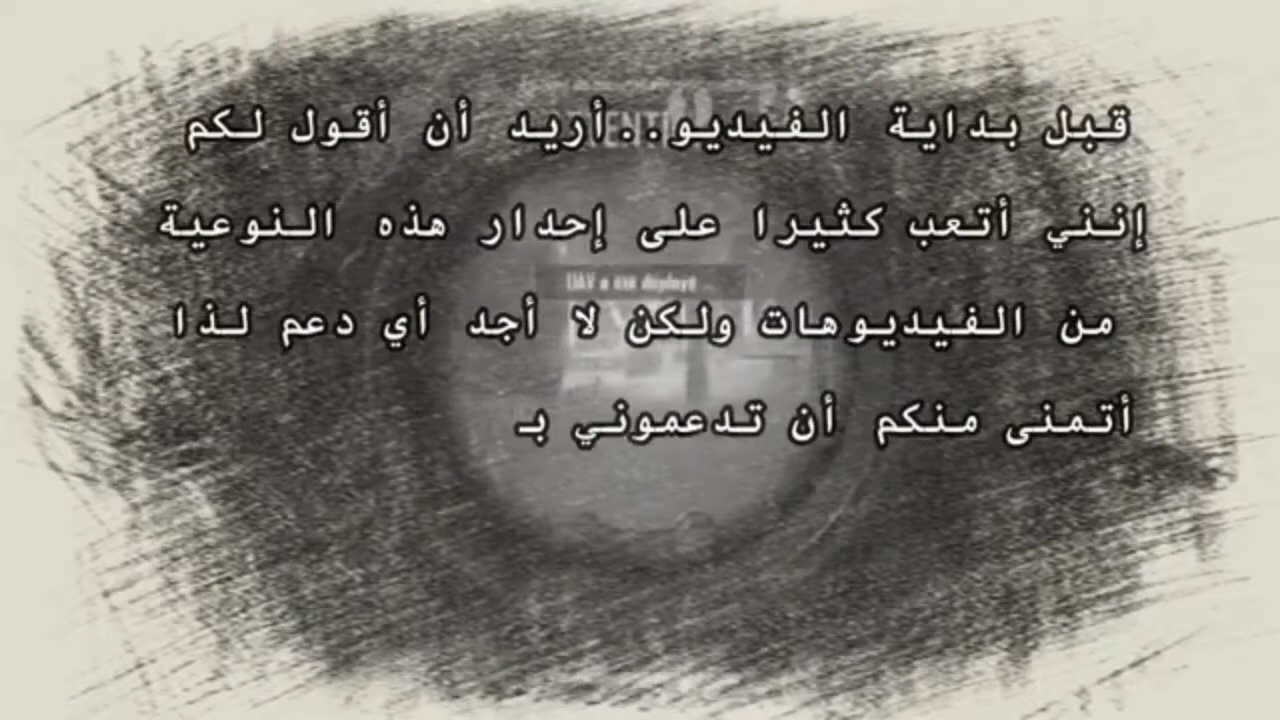 قبل بداية الفيديو..أريد أن أقول لكم
إنني أتعب كثيرا على إحدار هذه النوعية
من الفيديوهات ولكن لا أجد أي دعم لذا
أتمنى منكم أن تدعموني بـ